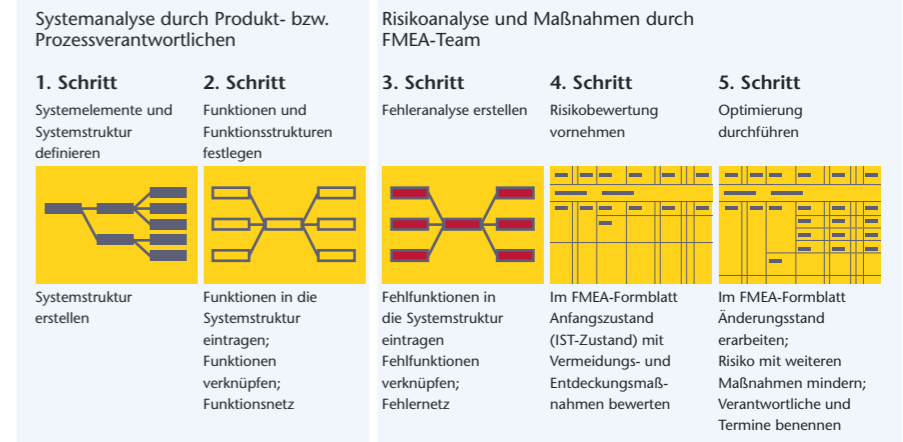 Systemanalyse durch Produkt- bzw.
Prozessverantwortlichen
Risikoanalyse und Maßnahmen durch
FMEA-Team
1. Schritt
Systemelemente und
Systemstruktur
definieren
Systemstruktur
erstellen
2. Schritt
Funktionen und
Funktionsstrukturen
festlegen
Funktionen in die
Systemstruktur
eintragen;
Funktionen
verknüpfen;
Funktionsnetz
3. Schritt
Fehleranalyse erstellen
Fehlfunktionen in
die Systemstruktur
eintragen
Fehlfunktionen
verknüpfen;
Fehlernetz
4. Schritt
Risikobewertung
vornehmen
Im FMEA-Formblatt
Anfangszustand
(IST-Zustand) mit
Vermeidungs- und
Entdeckungsmaß-
nahmen bewerten
5. Schritt
Optimierung
durchführen
Im FMEA-Formblatt
Änderungsstand
erarbeiten;
Risiko mit weiteren
Maßnahmen mindern;
Verantwortliche und
Termine benennen